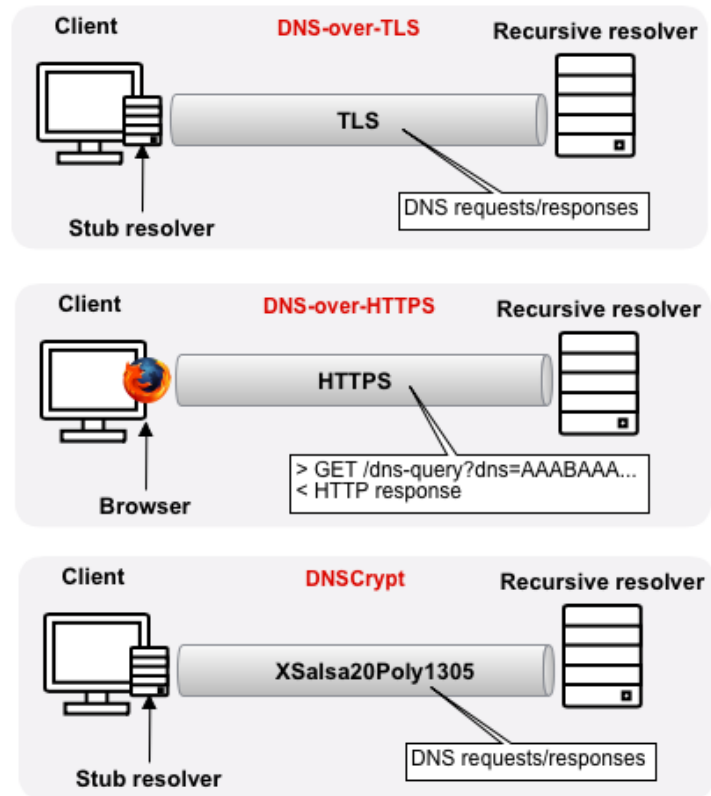 Client
DNS-over-TLS
Recursive resolver
TLS
DNS requests/responses
Stub resolver
Client
DNS-over-HTTPS
Recursive resolver
HTTPS
> GET /dns-query?dns=AAABAAA...
< HTTP response
Browser
Client
DNSCrypt
Recursive resolver
XSalsa20Poly1305
DNS requests/responses
Stub resolver